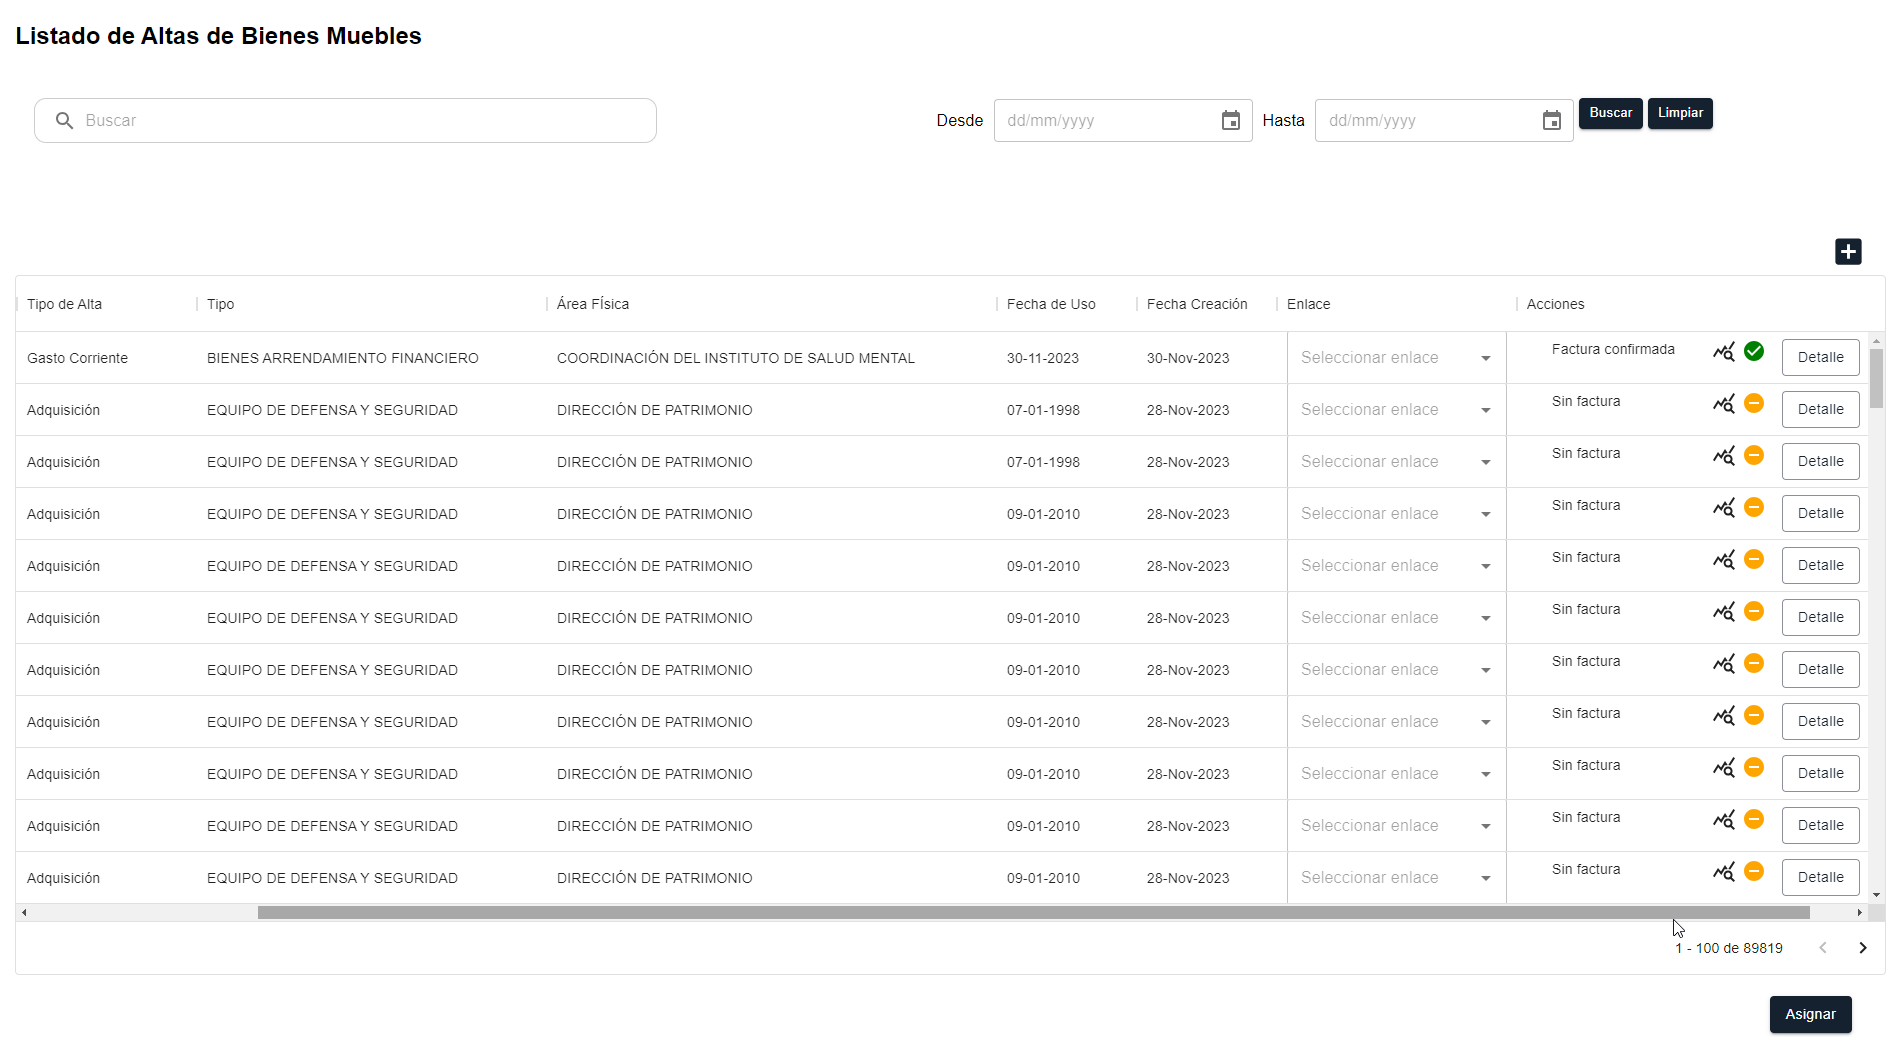 Listado de Altas de Bienes Muebles
Buscar Desde dd/mm/yyyy Hasta dd/mm/yyyy Buscar Limpiar
Tipo de Alta Tipo Área FÍsica Fecha de Uso Fecha Creación Enlace Acciones
Gasto Corriente BIENES ARRENDAMIENTO FINANCIERO COORDINACIÓN DEL INSTITUTO DE SALUD MENTAL 30-11-2023 30-Nov-2023 Seleccionar enlace Factura confirmada Detalle
Adquisición EQUIPO DE DEFENSA Y SEGURIDAD DIRECCIÓN DE PATRIMONIO 07-01-1998 28-Nov-2023 Seleccionar enlace Sin factura Detalle
Adquisición EQUIPO DE DEFENSA Y SEGURIDAD DIRECCIÓN DE PATRIMONIO 07-01-1998 28-Nov-2023 Seleccionar enlace Sin factura Detalle
Adquisición EQUIPO DE DEFENSA Y SEGURIDAD DIRECCIÓN DE PATRIMONIO 09-01-2010 28-Nov-2023 Seleccionar enlace Sin factura Detalle
Adquisición EQUIPO DE DEFENSA Y SEGURIDAD DIRECCIÓN DE PATRIMONIO 09-01-2010 28-Nov-2023 Seleccionar enlace Sin factura Detalle
Adquisición EQUIPO DE DEFENSA Y SEGURIDAD DIRECCIÓN DE PATRIMONIO 09-01-2010 28-Nov-2023 Seleccionar enlace Sin factura Detalle
Adquisición EQUIPO DE DEFENSA Y SEGURIDAD DIRECCIÓN DE PATRIMONIO 09-01-2010 28-Nov-2023 Seleccionar enlace Sin factura Detalle
Adquisición EQUIPO DE DEFENSA Y SEGURIDAD DIRECCIÓN DE PATRIMONIO 09-01-2010 28-Nov-2023 Seleccionar enlace Sin factura Detalle
Adquisición EQUIPO DE DEFENSA Y SEGURIDAD DIRECCIÓN DE PATRIMONIO 09-01-2010 28-Nov-2023 Seleccionar enlace Sin factura Detalle
Adquisición EQUIPO DE DEFENSA Y SEGURIDAD DIRECCIÓN DE PATRIMONIO 09-01-2010 28-Nov-2023 Seleccionar enlace Sin factura Detalle
Adquisición EQUIPO DE DEFENSA Y SEGURIDAD DIRECCIÓN DE PATRIMONIO 09-01-2010 28-Nov-2023 Seleccionar enlace Sin factura Detalle
1 - 100 de 89819
Asignar